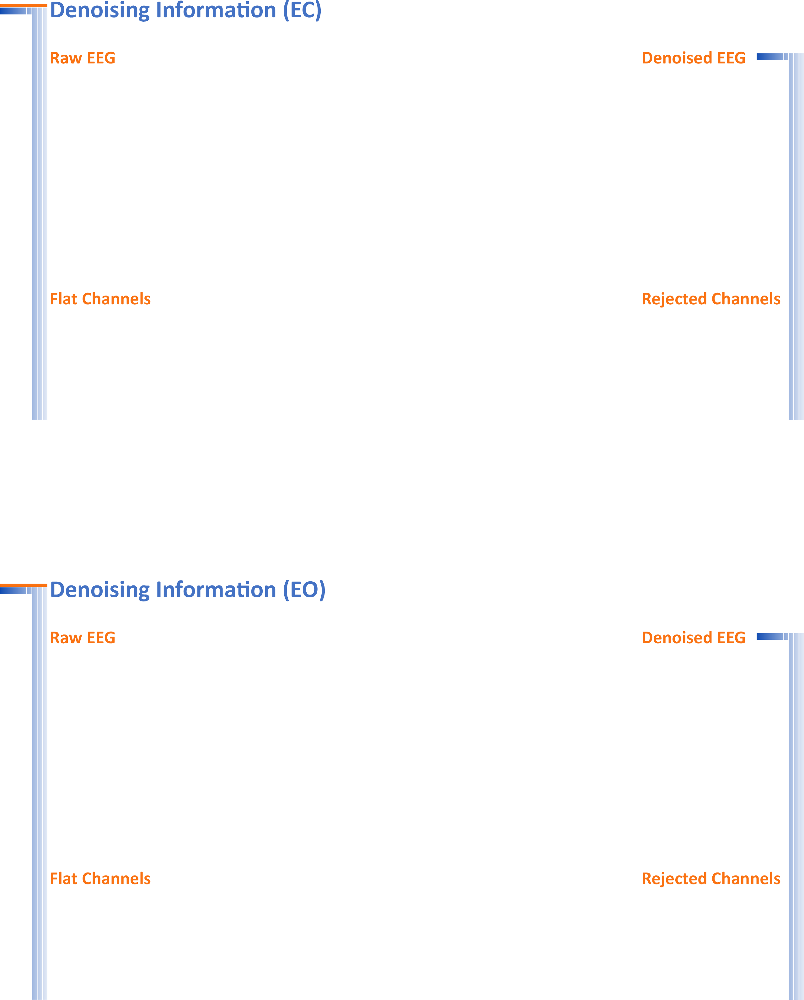 Denoisiing Information (EC)
Raw EEG
Denoised EEG
Flat Channels
Rejected Channels
Denoising Information (EO)
Raw EEG
Denoised EEG
Flat Channels
Rejected Channels